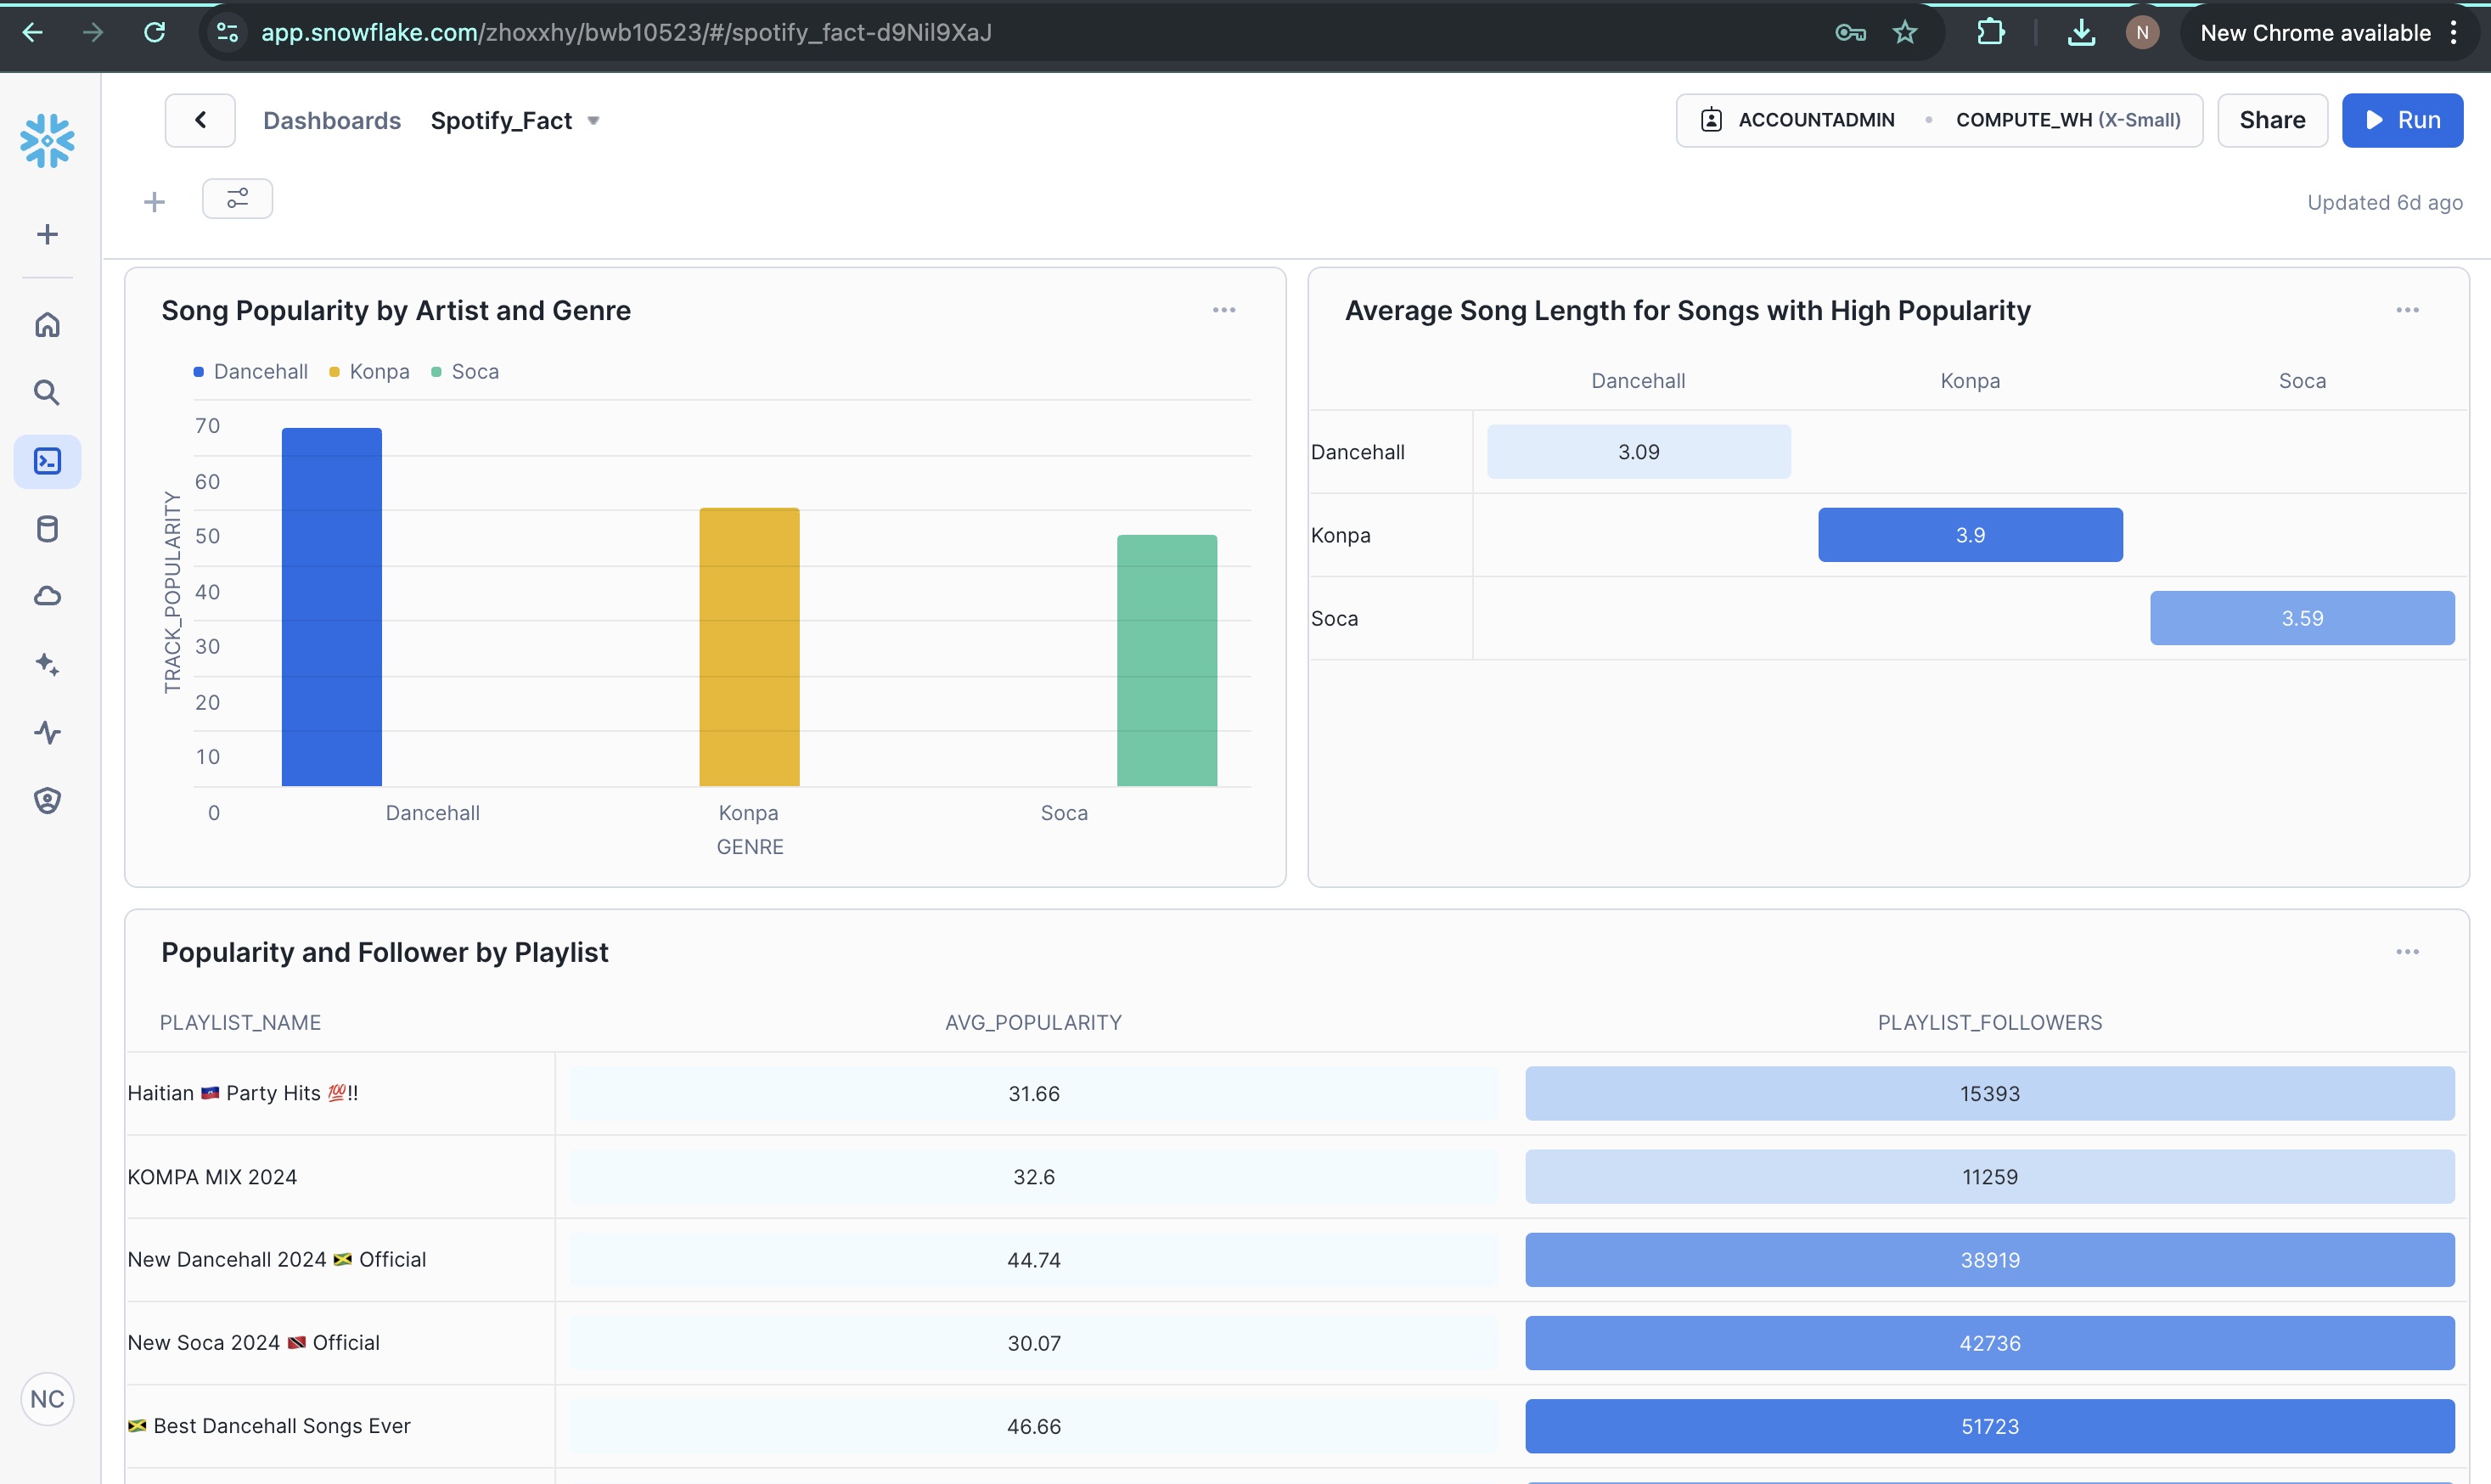 app.snowflake.com/zhoxxhy/bwb10523/#/spotify_fact-d9Nil9XaJ
N
New Chrome available
Dashboards Spotify_Fact
ACCOUNTADMIN • COMPUTE_WH (X-Small)
Share
Run
Updated 6d ago
Song Popularity by Artist and Genre
Dancehall Konpa Soca
TRACK_POPULARITY
70
60
50
40
30
20
10
0
Dancehall Konpa Soca
GENRE
Average Song Length for Songs with High Popularity
Dancehall Konpa Soca
Dancehall 3.09
Konpa 3.9
Soca 3.59
Popularity and Follower by Playlist
PLAYLIST_NAME AVG_POPULARITY PLAYLIST_FOLLOWERS
Haitian 🇭🇹 Party Hits 💯!! 31.66 15393
KOMPA MIX 2024 32.6 11259
New Dancehall 2024 🇯🇲 Official 44.74 38919
New Soca 2024 🇹🇹 Official 30.07 42736
🇯🇲 Best Dancehall Songs Ever 46.66 51723
NC